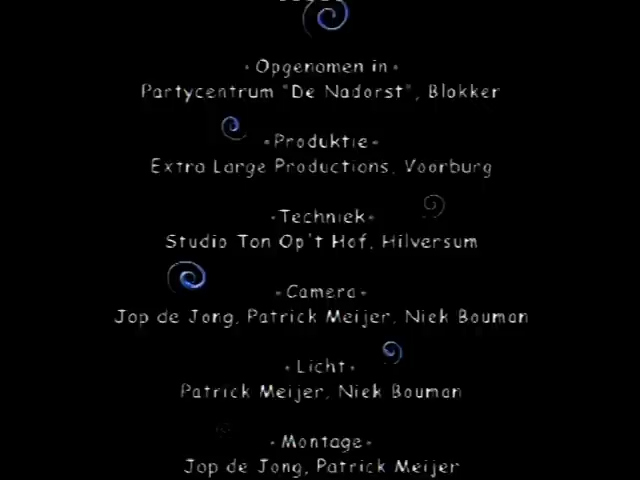 -Opgenomen in-
Partycentrum "De Nadorst", Blokker
-Produktie-
Extra Large Productions, Voorburg
-Techniek-
Studio Ton Op't Hof, Hilversum
-Camera-
Jop de Jong, Patrick Meijer, Niek Bouman
-Licht-
Patrick Meijer, Niek Bouman
-Montage-
Jop de Jong, Patrick Meijer